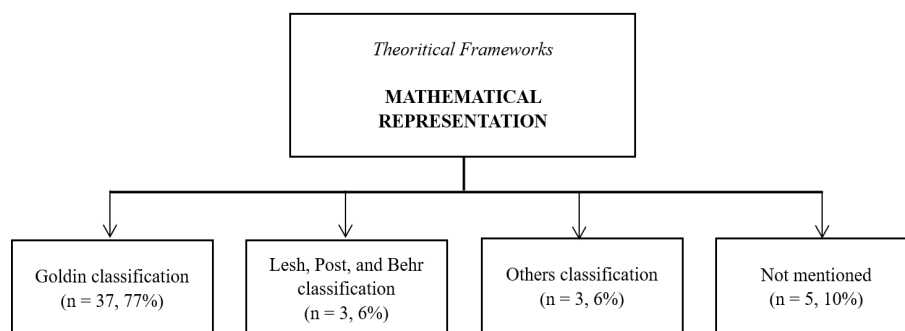 Theoritical Frameworks
MATHEMATICAL
REPRESENTATION
Goldin classification
(n = 37, 77%)
Lesh, Post, and Behr
classification
(n = 3, 6%)
Others classification
(n = 3, 6%)
Not mentioned
(n = 5, 10%)